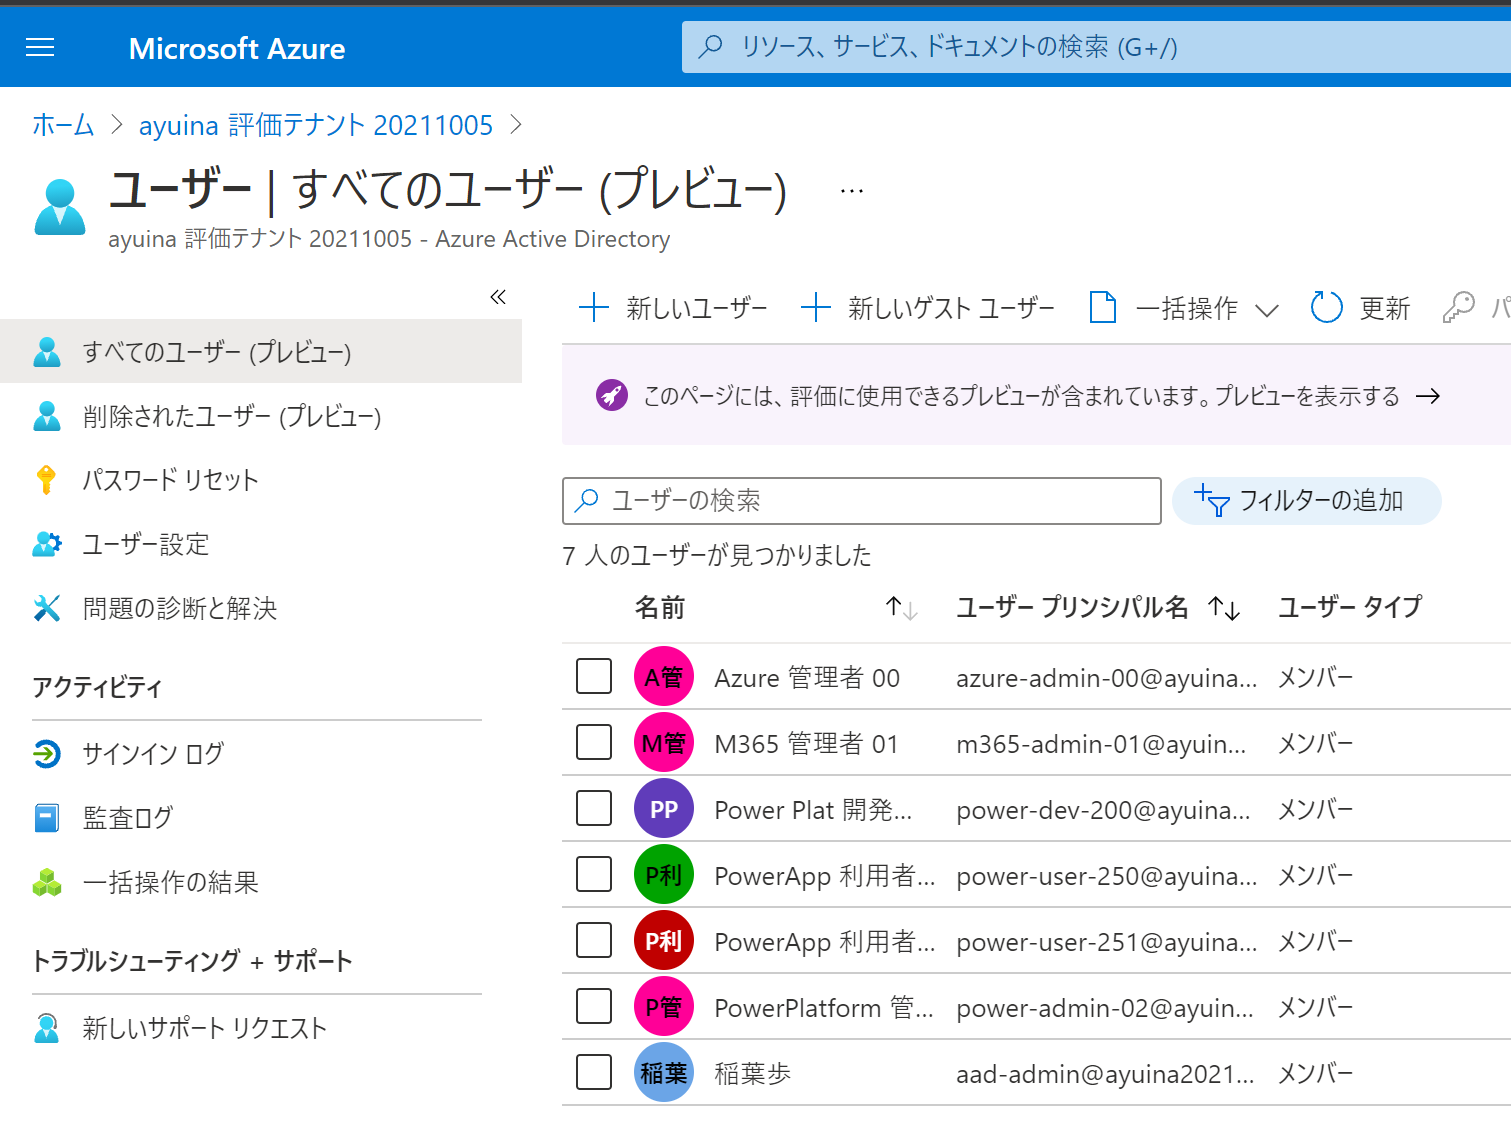 Microsoft Azure
リソース、サービス、ドキュメントの検索 (G+/)
ホーム > ayuina 評価テナント 20211005 >
ユーザー | すべてのユーザー (プレビュー) …
ayuina 評価テナント 20211005 - Azure Active Directory
«
すべてのユーザー (プレビュー)
削除されたユーザー (プレビュー)
パスワード リセット
ユーザー設定
問題の診断と解決
アクティビティ
サインイン ログ
監査ログ
一括操作の結果
トラブルシューティング + サポート
新しいサポート リクエスト
新しいユーザー 新しいゲスト ユーザー 一括操作 更新 パ
このページには、評価に使用できるプレビューが含まれています。プレビューを表示する →
ユーザーの検索 フィルターの追加
7 人のユーザーが見つかりました
名前 ↑↓ ユーザー プリンシパル名 ↑↓ ユーザー タイプ
A管 Azure 管理者 00 azure-admin-00@ayuina... メンバー
M管 M365 管理者 01 m365-admin-01@ayuin... メンバー
PP Power Plat 開発... power-dev-200@ayuina... メンバー
P利 PowerApp 利用者... power-user-250@ayuina... メンバー
P利 PowerApp 利用者... power-user-251@ayuina... メンバー
P管 PowerPlatform 管... power-admin-02@ayuin... メンバー
稲葉 稲葉歩 aad-admin@ayuina2021... メンバー